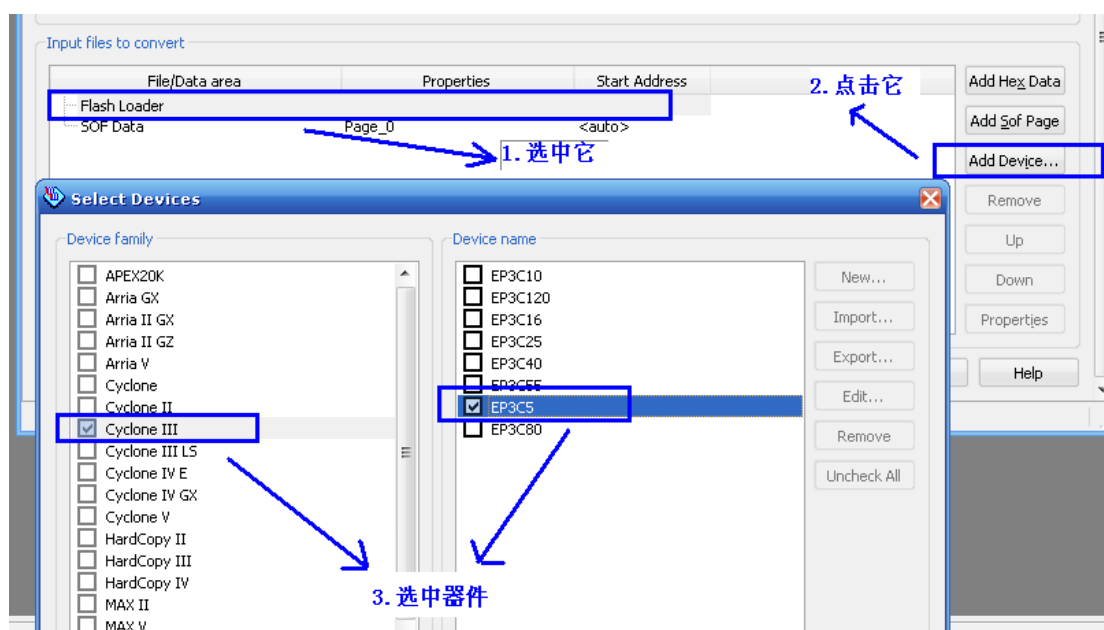 Input files to convert
File/Data area Properties Start Address
Flash Loader
SOF Data Page_0 <auto>
1.选中它
2.点击它
Add Hex Data
Add Sof Page
Add Device...
Remove
Up
Down
Properties
Help
Select Devices
Device family
APEX20K
Arria GX
Arria II GX
Arria II GZ
Arria V
Cyclone
Cyclone II
Cyclone III
Cyclone III LS
Cyclone IV E
Cyclone IV GX
Cyclone V
HardCopy II
HardCopy III
HardCopy IV
MAX II
MAX V
Device name
EP3C10
EP3C120
EP3C16
EP3C25
EP3C40
EP3C55
EP3C5
EP3C80
New...
Import...
Export...
Edit...
Remove
Uncheck All
3.选中器件